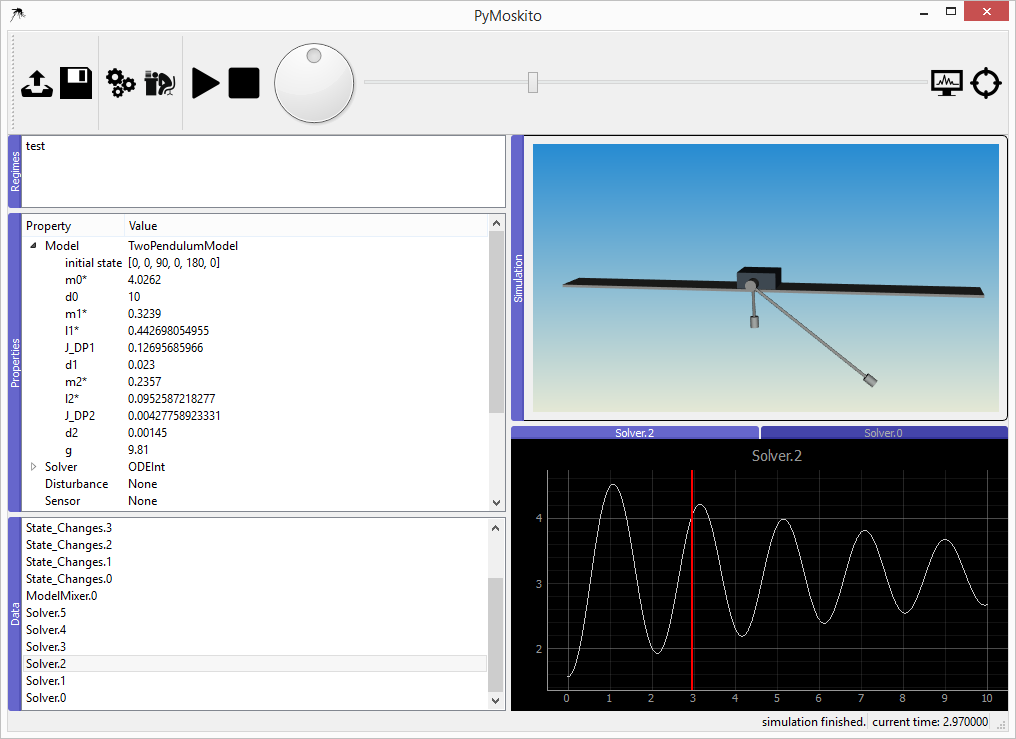 PyMoskito
Regimes
test
Properties
Property Value
Model TwoPendulumModel
initial state [0, 0, 90, 0, 180, 0]
m0* 4.0262
d0 10
m1* 0.3239
l1* 0.442698054955
J_DP1 0.12695685966
d1 0.023
m2* 0.2357
l2* 0.0952587218277
J_DP2 0.00427758923331
d2 0.00145
g 9.81
Solver ODEInt
Disturbance None
Sensor None
Data
State_Changes.3
State_Changes.2
State_Changes.1
State_Changes.0
ModelMixer.0
Solver.5
Solver.4
Solver.3
Solver.2
Solver.1
Solver.0
Simulation
Solver.2 Solver.0
Solver.2
4
3
2
0 1 2 3 4 5 6 7 8 9 10
simulation finished. current time: 2.970000